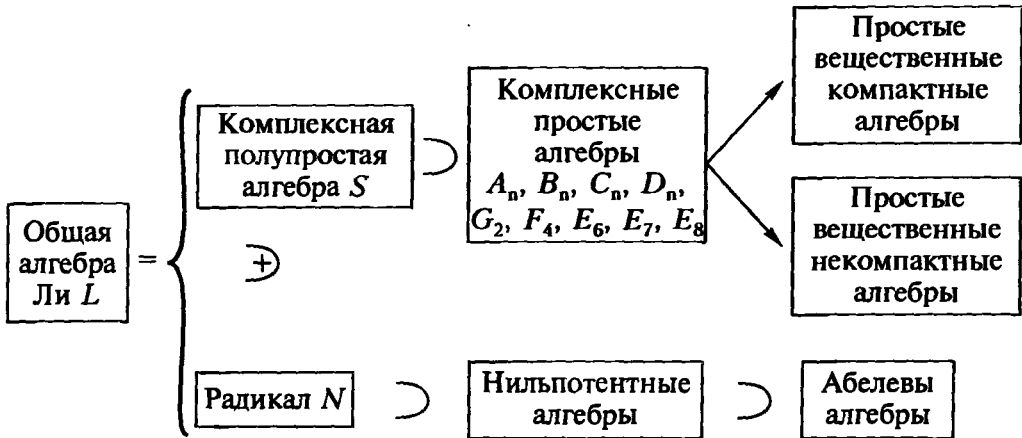 Общая
алгебра
Ли L
=
Комплексная
полупростая
алгебра S
⊃
Комплексные
простые
алгебры
Aₙ, Bₙ, Cₙ, Dₙ,
G₂, F₄, E₆, E₇, E₈
Простые
вещественные
компактные
алгебры
Простые
вещественные
некомпактные
алгебры
+
Радикал N
⊃
Нильпотентные
алгебры
⊃
Абелевы
алгебры